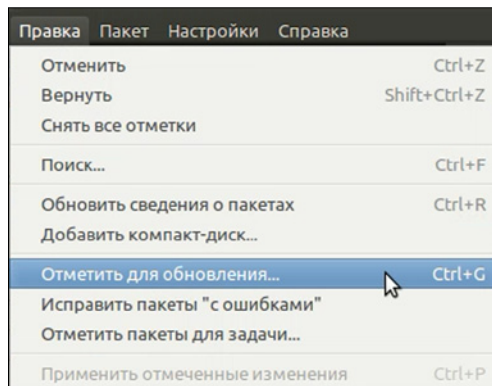 Правка Пакет Настройки Справка
Отменить Ctrl+Z
Вернуть Shift+Ctrl+Z
Снять все отметки
Поиск... Ctrl+F
Обновить сведения о пакетах Ctrl+R
Добавить компакт-диск...
Отметить для обновления... Ctrl+G
Исправить пакеты "с ошибками"
Отметить пакеты для задачи...
Применить отмеченные изменения Ctrl+P